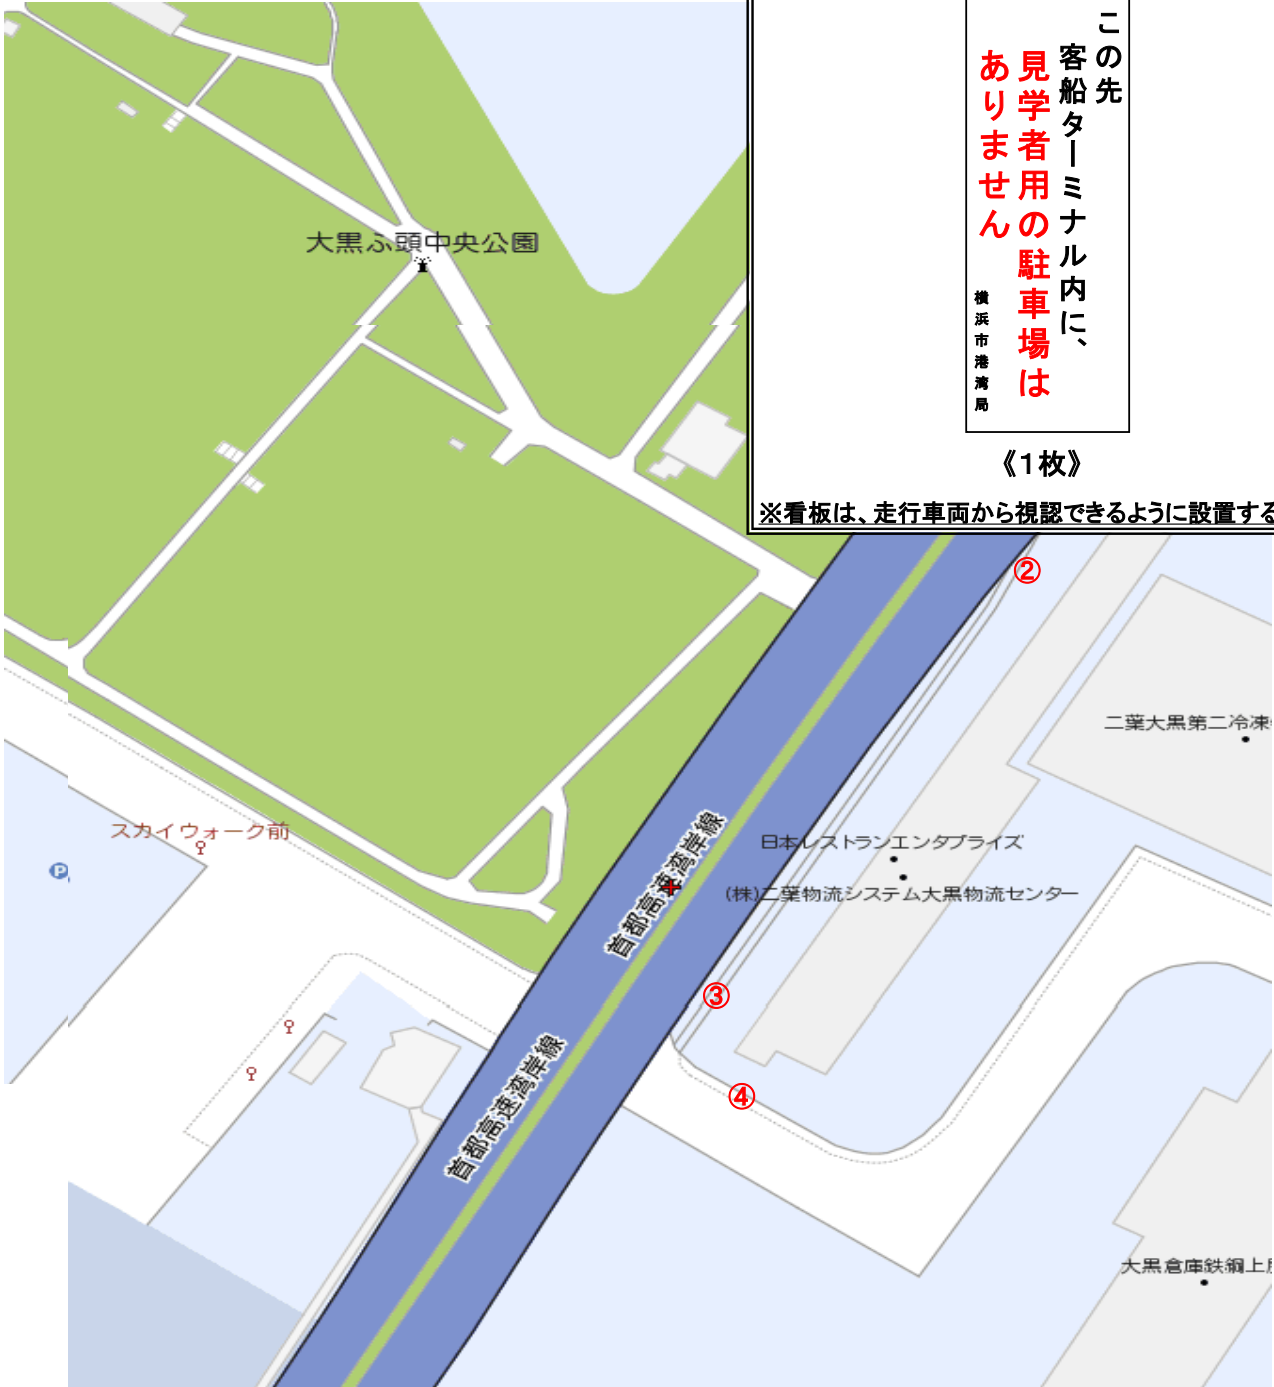 この先
客船ターミナル内に、
見学者用の駐車場は
ありません
横浜市港湾局
《1枚》
※看板は、走行車両から視認できるように設置する
大黒ふ頭中央公園
②
二葉大黒第二冷凍
スカイウォーク前
P
首都高速湾岸線
日本レストランエンタプライズ
(株)二葉物流システム大黒物流センター
③
首都高速湾岸線
④
大黒倉庫鉄鋼上